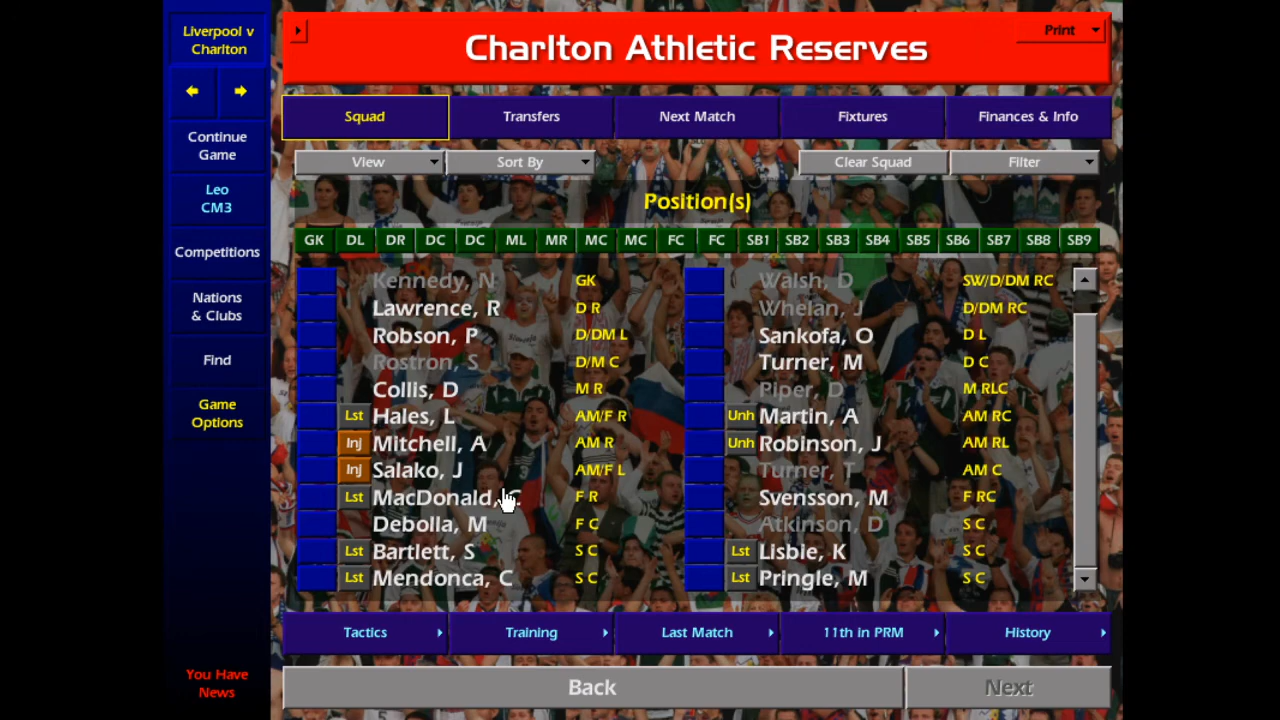 Liverpool v
Charlton
Continue
Game
Leo
CM3
Competitions
Nations
& Clubs
Find
Game
Options
You Have
News
Charlton Athletic Reserves
Print
Squad Transfers Next Match Fixtures Finances & Info
View Sort By Clear Squad Filter
Position(s)
GK DL DR DC DC ML MR MC MC FC FC SB1 SB2 SB3 SB4 SB5 SB6 SB7 SB8 SB9
Kennedy, N GK Walsh, D SW/D/DM RC
Lawrence, R D R Whelan, J D/DM RC
Robson, P D/DM L Sankofa, O D L
Rostron, S D/M C Turner, M D C
Collis, D M R Piper, D M RLC
Lst Hales, L AM/F R Unh Martin, A AM RC
Inj Mitchell, A AM R Unh Robinson, J AM RL
Inj Salako, J AM/F L Turner, T AM C
Lst MacDonald, C F R Svensson, M F RC
Debolla, M F C Atkinson, D S C
Lst Bartlett, S S C Lst Lisbie, K S C
Lst Mendonca, C S C Lst Pringle, M S C
Tactics Training Last Match 11th in PRM History
Back Next